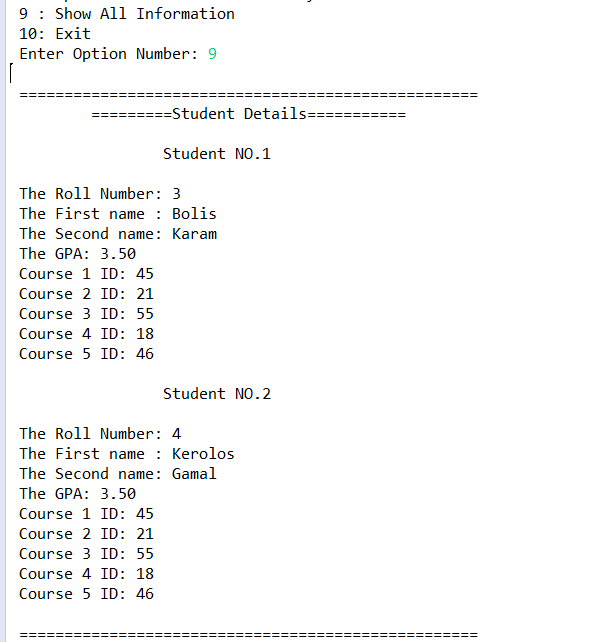 9 : Show All Information
10: Exit
Enter Option Number: 9
===================================================
=========Student Details===========
Student NO.1
The Roll Number: 3
The First name : Bolis
The Second name: Karam
The GPA: 3.50
Course 1 ID: 45
Course 2 ID: 21
Course 3 ID: 55
Course 4 ID: 18
Course 5 ID: 46
Student NO.2
The Roll Number: 4
The First name : Kerolos
The Second name: Gamal
The GPA: 3.50
Course 1 ID: 45
Course 2 ID: 21
Course 3 ID: 55
Course 4 ID: 18
Course 5 ID: 46
===================================================